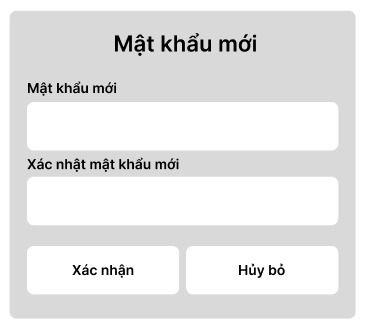 Mật khẩu mới
Mật khẩu mới
Xác nhật mật khẩu mới
Xác nhận
Hủy bỏ